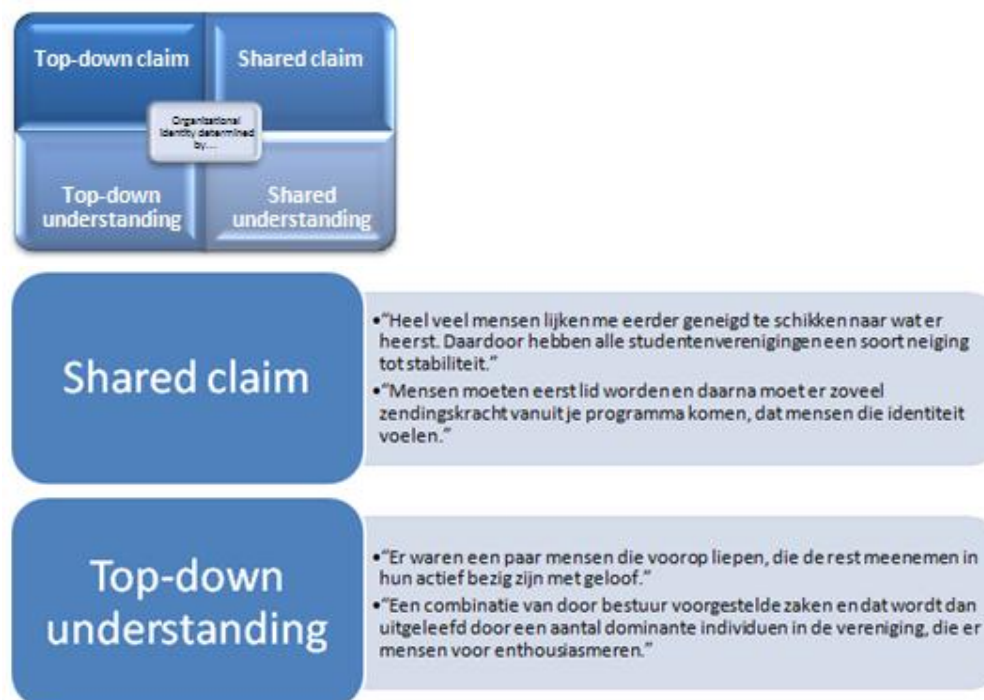 Top-down claim
Shared claim
Organizational
identity determined
by....
Top-down
understanding
Shared
understanding
Shared claim
•“Heel veel mensen lijken me eerder geneigd te schikken naar wat er
heerst. Daardoor hebben alle studentenverenigingen een soort neiging
tot stabiliteit.”
•“Mensen moeten eerst lid worden en daarna moet er zoveel
zendingskracht vanuit je programma komen, dat mensen die identiteit
voelen.”
Top-down
understanding
•“Er waren een paar mensen die voorop liepen, die de rest meenemen in
hun actief bezig zijn met geloof.”
•“Een combinatie van door bestuur voorgestelde zaken en dat wordt dan
uitgeleefd door een aantal dominante individuen in de vereniging, die er
mensen voor enthousiasmeren.”